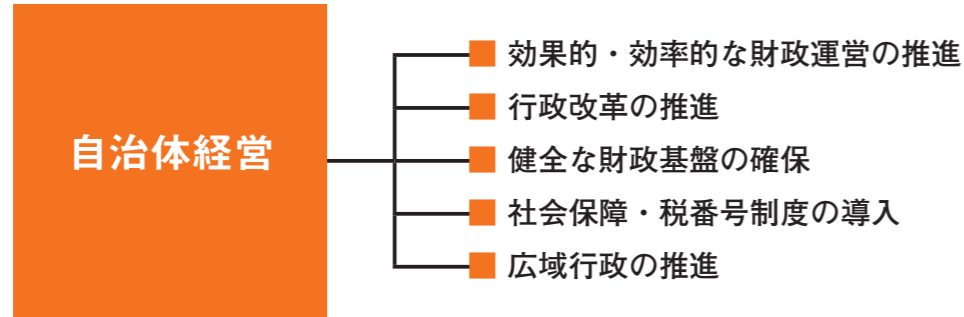 自治体経営
効果的・効率的な財政運営の推進
行政改革の推進
健全な財政基盤の確保
社会保障・税番号制度の導入
広域行政の推進